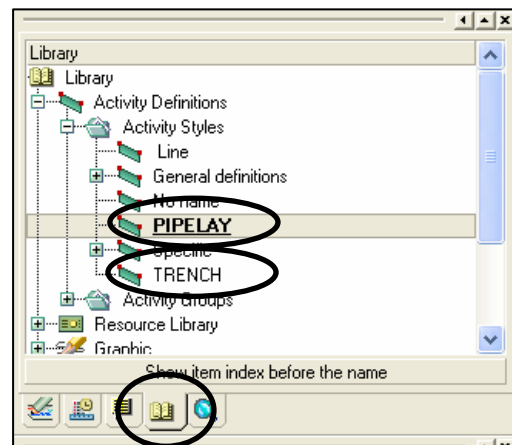 Library
Library
Activity Definitions
Activity Styles
Line
General definitions
No name
PIPELAY
Specific
TRENCH
Activity Groups
Resource Library
Graphic
Show item index before the name